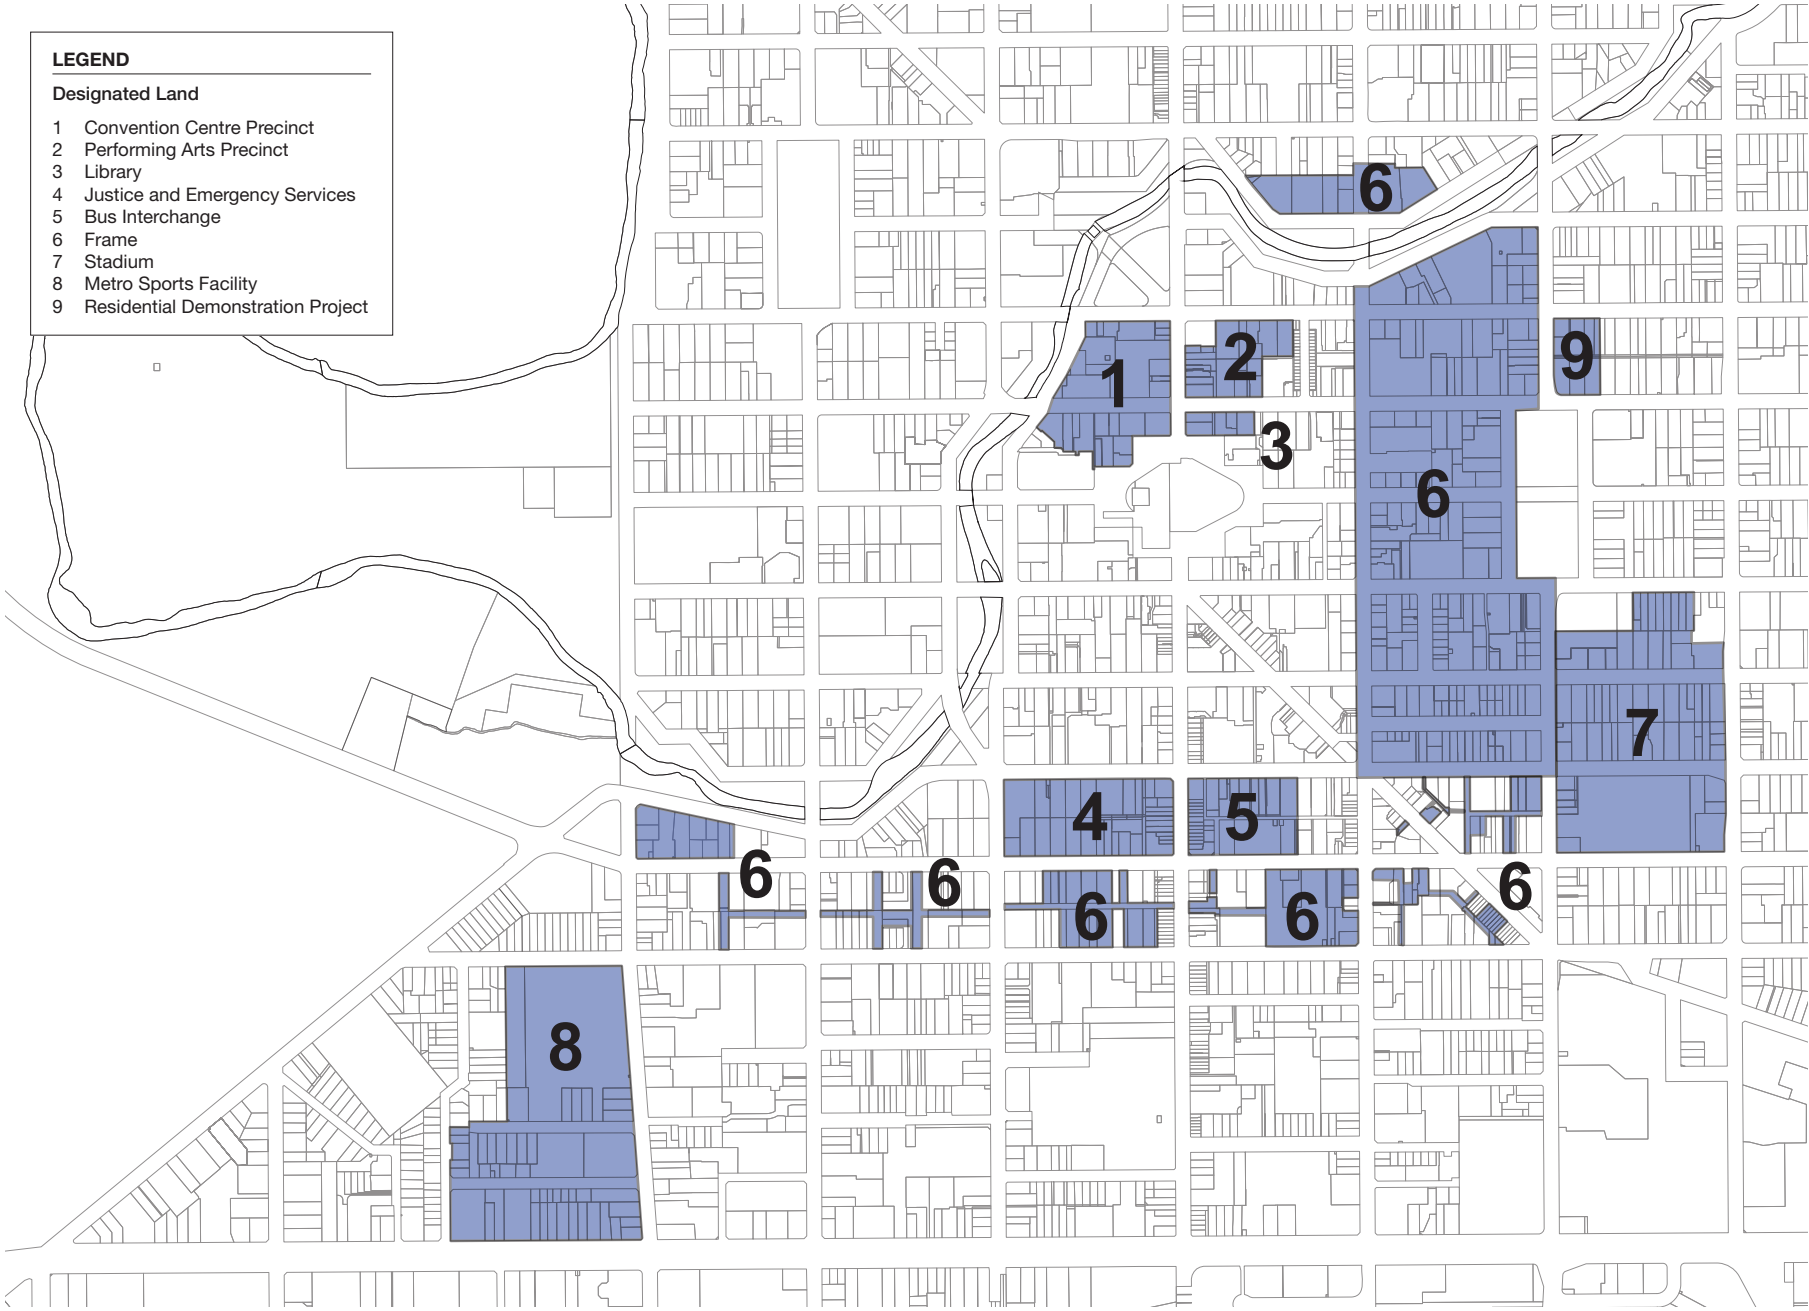 LEGEND
Designated Land
1 Convention Centre Precinct
2 Performing Arts Precinct
3 Library
4 Justice and Emergency Services
5 Bus Interchange
6 Frame
7 Stadium
8 Metro Sports Facility
9 Residential Demonstration Project
6
1
2
9
3
6
7
4
5
6
6
6
6
6
8